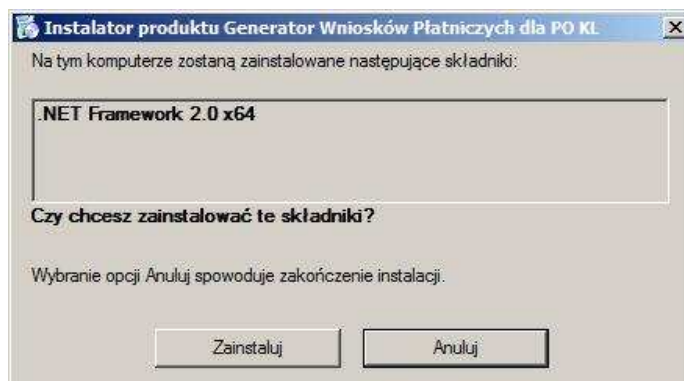 Instalator produktu Generator Wniosków Płatniczych dla PO KL
Na tym komputerze zostaną zainstalowane następujące składniki:
.NET Framework 2.0 x64
Czy chcesz zainstalować te składniki?
Wybranie opcji Anuluj spowoduje zakończenie instalacji.
Zainstaluj
Anuluj